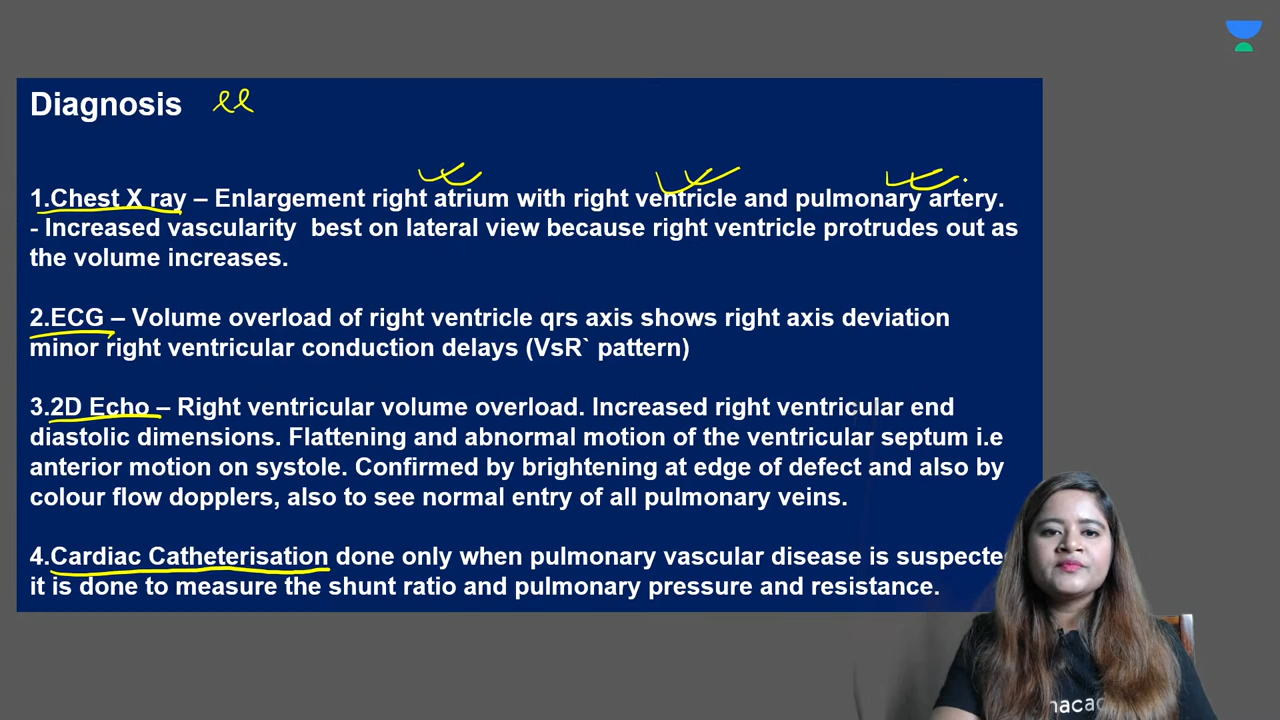 Diagnosis
1.Chest X ray – Enlargement right atrium with right ventricle and pulmonary artery.
- Increased vascularity best on lateral view because right ventricle protrudes out as
the volume increases.
2.ECG – Volume overload of right ventricle qrs axis shows right axis deviation
minor right ventricular conduction delays (VsR` pattern)
3.2D Echo – Right ventricular volume overload. Increased right ventricular end
diastolic dimensions. Flattening and abnormal motion of the ventricular septum i.e
anterior motion on systole. Confirmed by brightening at edge of defect and also by
colour flow dopplers, also to see normal entry of all pulmonary veins.
4.Cardiac Catheterisation done only when pulmonary vascular disease is suspecte
it is done to measure the shunt ratio and pulmonary pressure and resistance.